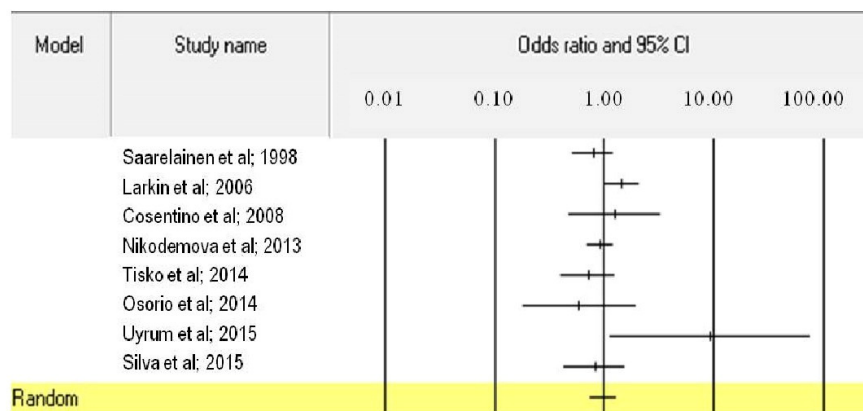 Model Study name Odds ratio and 95% CI
0.01 0.10 1.00 10.00 100.00
Saarelainen et al; 1998
Larkin et al; 2006
Cosentino et al; 2008
Nikodemova et al; 2013
Tisko et al; 2014
Osorio et al; 2014
Uyrum et al; 2015
Silva et al; 2015
Random